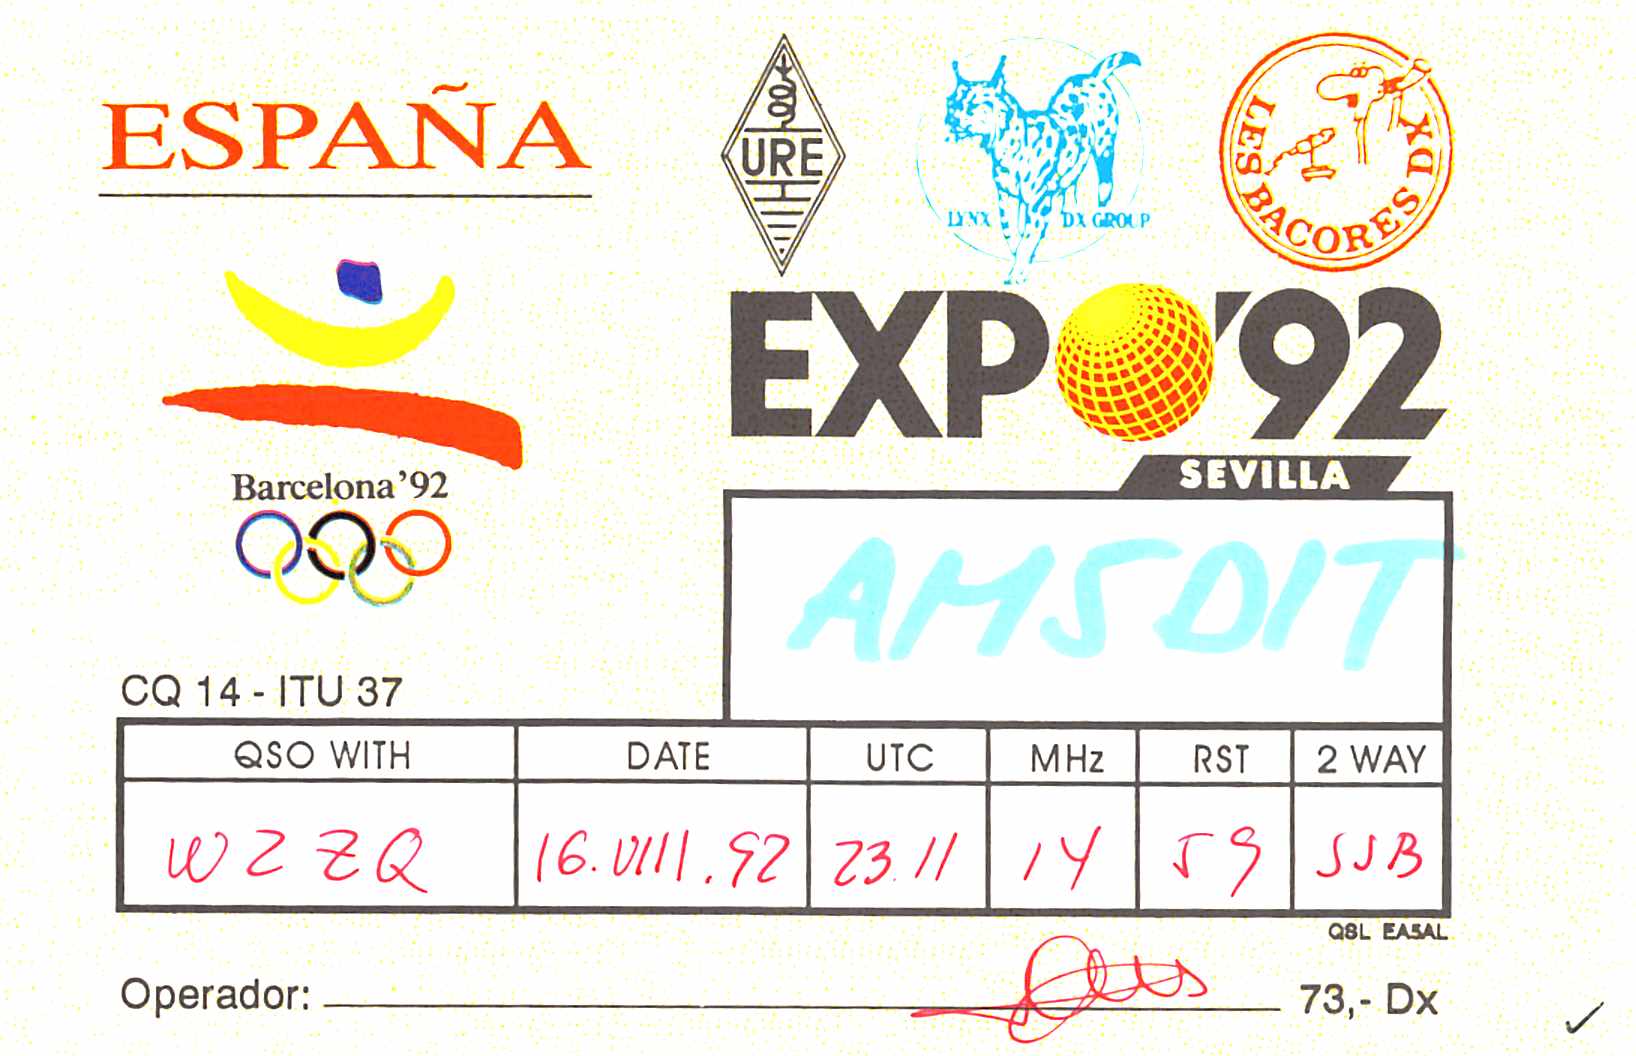 ESPAÑA
URE
LYNX DX GROUP
LES BACORES DX
EXPO'92
SEVILLA
Barcelona'92
AM5DIT
CQ 14 - ITU 37
QSO WITH DATE UTC MHz RST 2 WAY
W2ZQ 16.VIII.92 23.11 14 59 SSB
QSL EA5AL
Operador: 73,- Dx